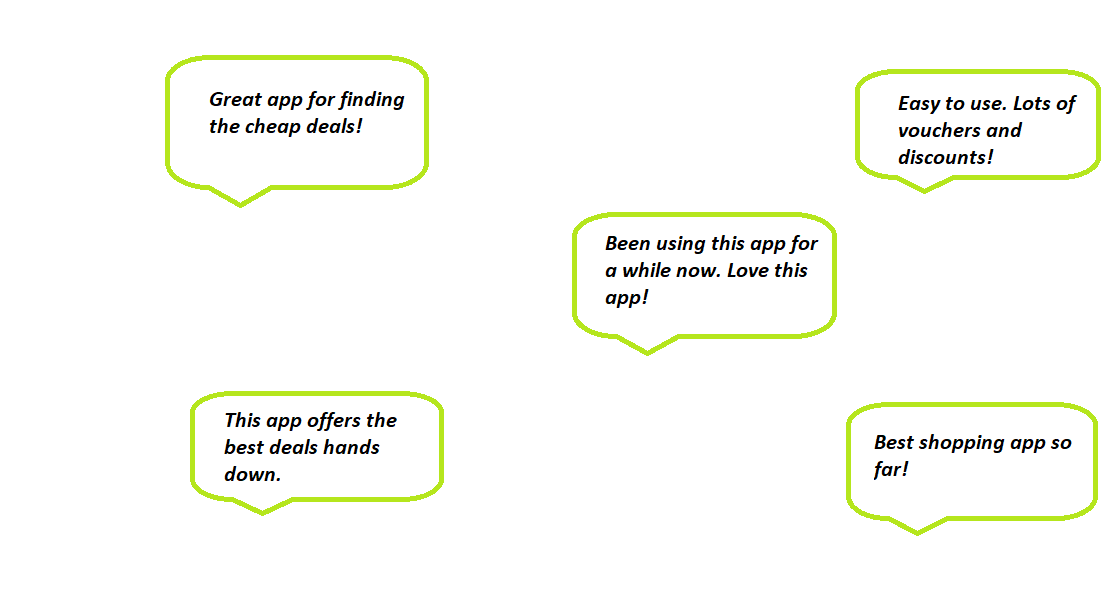 Great app for finding
the cheap deals!
Easy to use. Lots of
vouchers and
discounts!
Been using this app for
a while now. Love this
app!
This app offers the
best deals hands
down.
Best shopping app so
far!